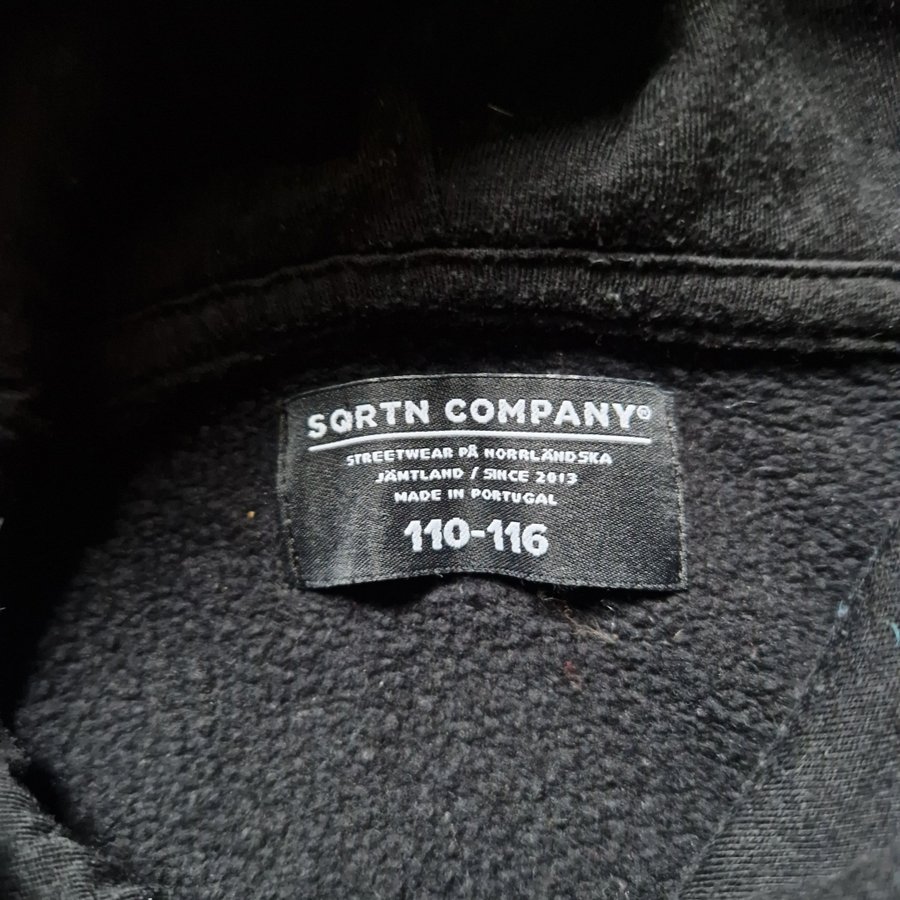 SQRTN COMPANY®
STREETWEAR PÅ NORRLÄNDSKA
JÄMTLAND / SINCE 2013
MADE IN PORTUGAL
110-116